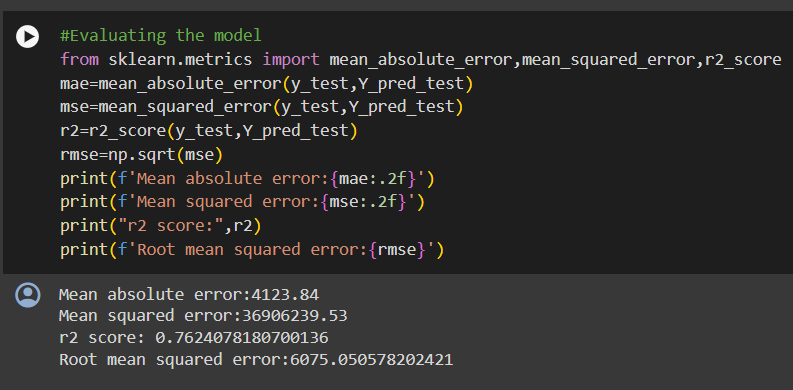 #Evaluating the model
from sklearn.metrics import mean_absolute_error,mean_squared_error,r2_score
mae=mean_absolute_error(y_test,Y_pred_test)
mse=mean_squared_error(y_test,Y_pred_test)
r2=r2_score(y_test,Y_pred_test)
rmse=np.sqrt(mse)
print(f'Mean absolute error:{mae:.2f}')
print(f'Mean squared error:{mse:.2f}')
print("r2 score:",r2)
print(f'Root mean squared error:{rmse}')
Mean absolute error:4123.84
Mean squared error:36906239.53
r2 score: 0.7624078180700136
Root mean squared error:6075.050578202421